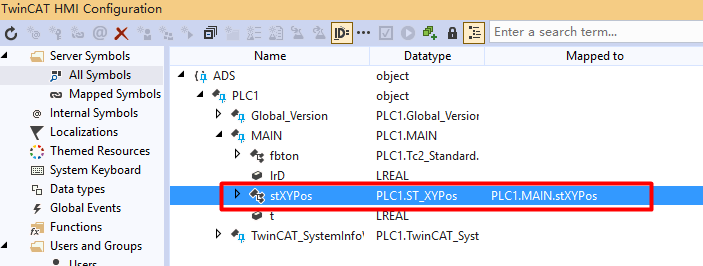 TwinCAT HMI Configuration
ID=
Enter a search term...
Server Symbols
All Symbols
Mapped Symbols
Internal Symbols
Localizations
Themed Resources
System Keyboard
Data types
Global Events
Functions
Users and Groups
Users
Name Datatype Mapped to
ADS object
PLC1 object
Global_Version PLC1.Global_Version
MAIN PLC1.MAIN
fbton PLC1.Tc2_Standard.
lrD LREAL
stXYPos PLC1.ST_XYPos PLC1.MAIN.stXYPos
t LREAL
TwinCAT_SystemInfoV PLC1.TwinCAT_Syst